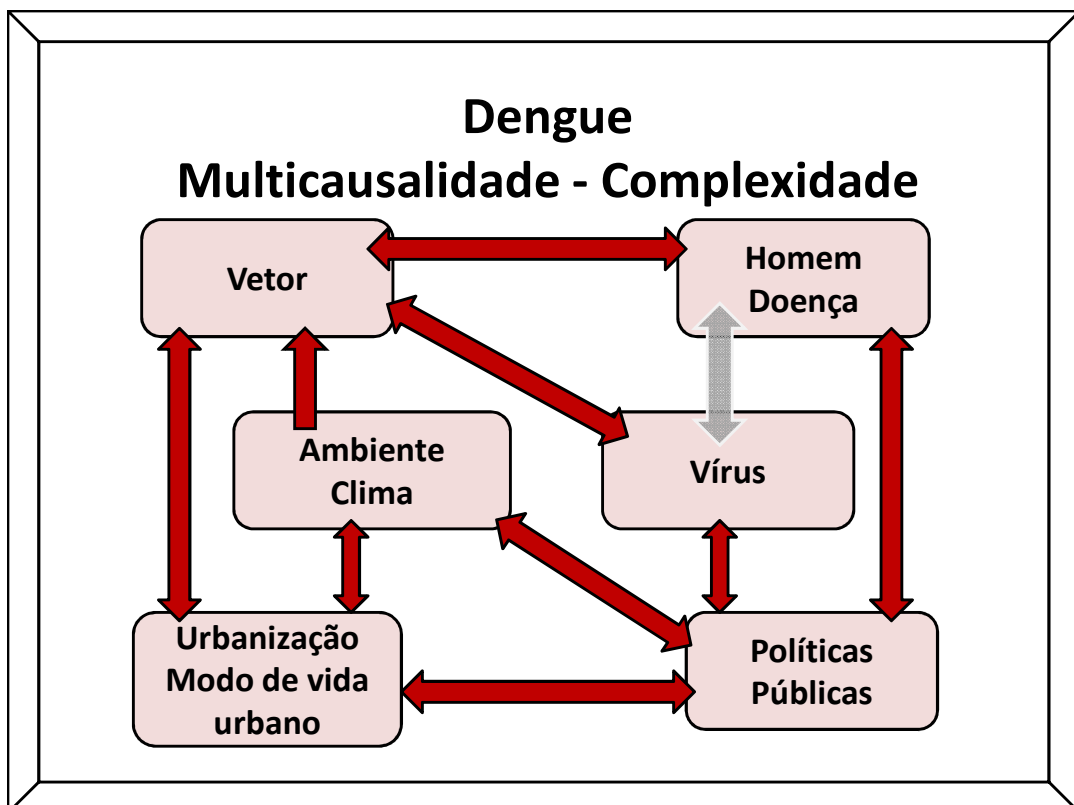 Dengue
Multicausalidade - Complexidade
Vetor
Homem
Doença
Ambiente
Clima
Vírus
Urbanização
Modo de vida
urbano
Políticas
Públicas